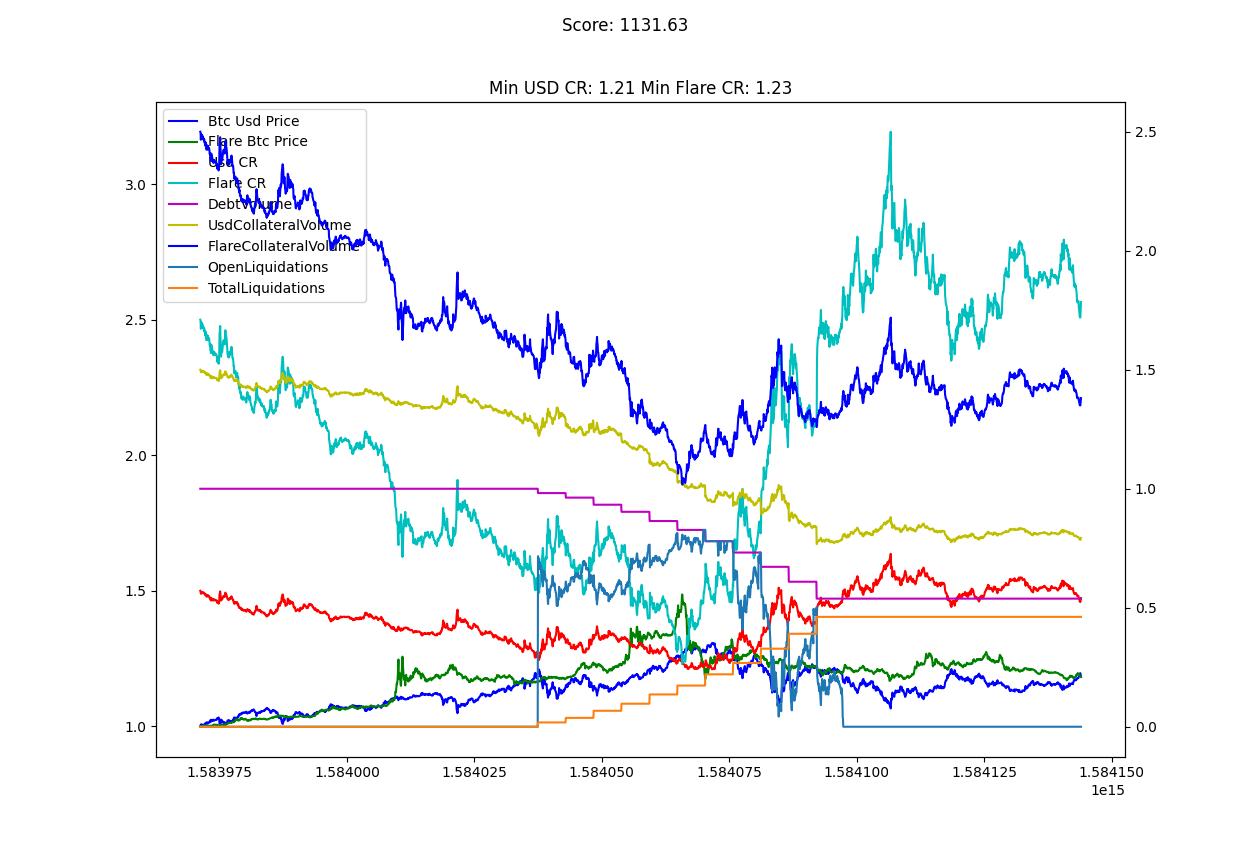 Score: 1131.63
Min USD CR: 1.21 Min Flare CR: 1.23
Btc Usd Price
Flare Btc Price
Usd CR
Flare CR
DebtVolume
UsdCollateralVolume
FlareCollateralVolume
OpenLiquidations
TotalLiquidations
3.0
2.5
2.0
1.5
1.0
2.5
2.0
1.5
1.0
0.5
0.0
1.583975 1.584000 1.584025 1.584050 1.584075 1.584100 1.584125 1.584150
1e15